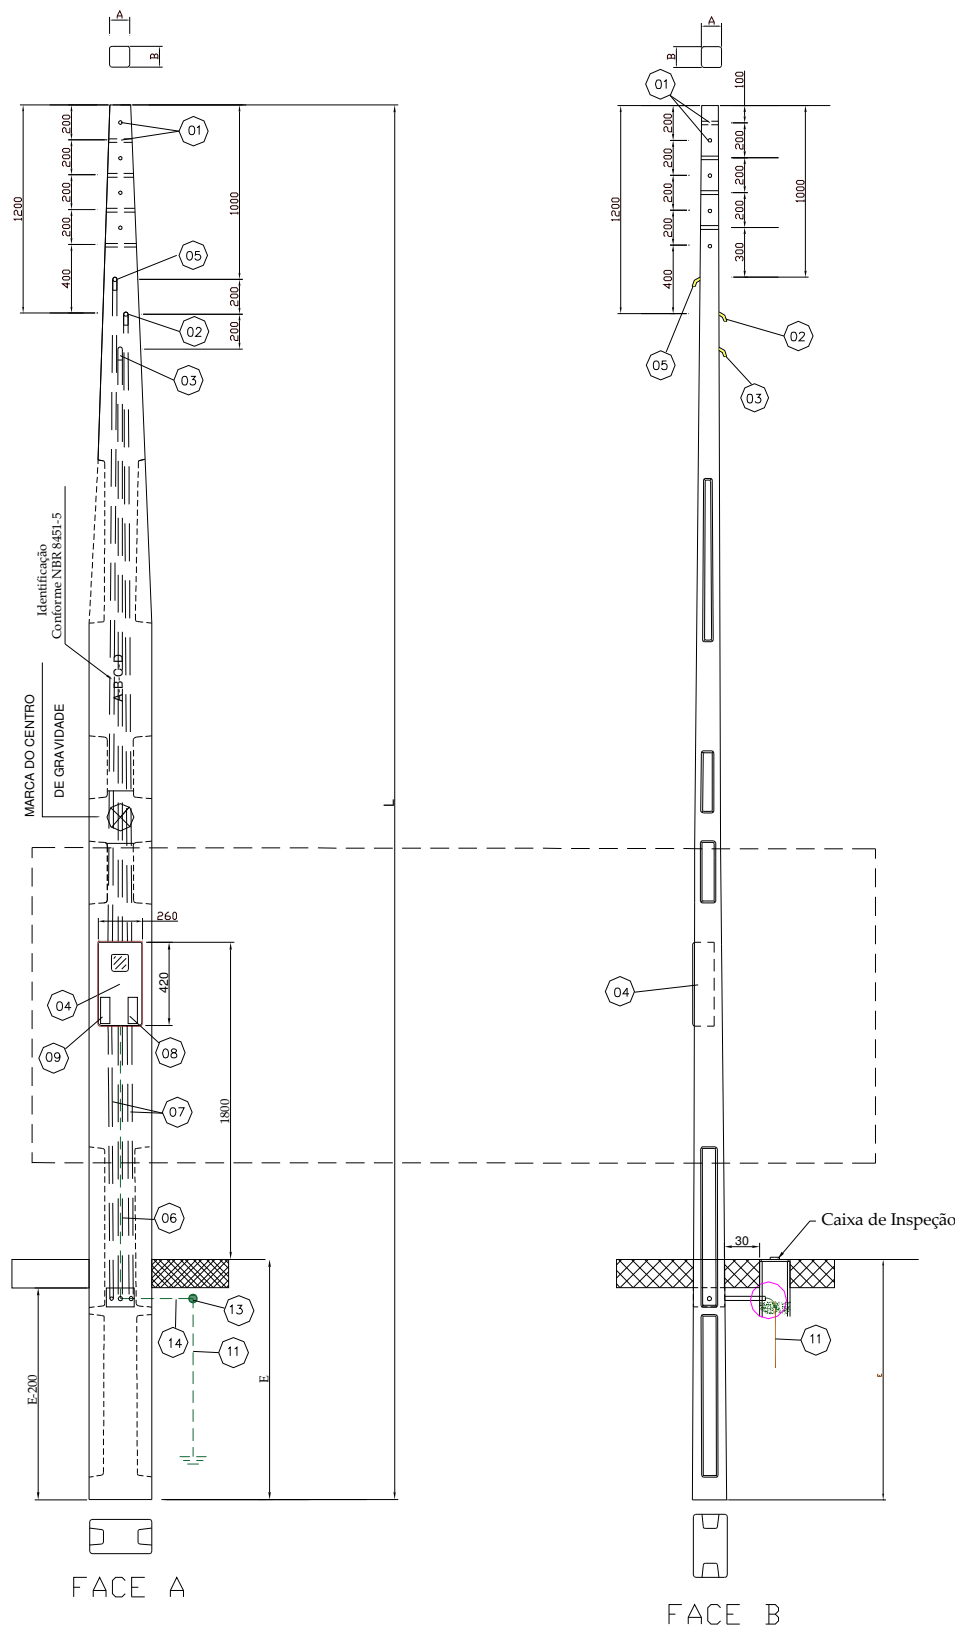 A
B
200
01
200
200
200
1200
1000
400
05
200
02
200
03
Identificação
Conforme NBR 8451-5
A-B-C-D
MARCA DO CENTRO
DE GRAVIDADE
L
260
420
04
09
08
07
1800
06
13
14
11
E-200
E
FACE A
A
B
01
100
200
200
200
200
200
200
200
1200
1000
400
300
05
02
03
04
Caixa de Inspeção
30
11
E
FACE B